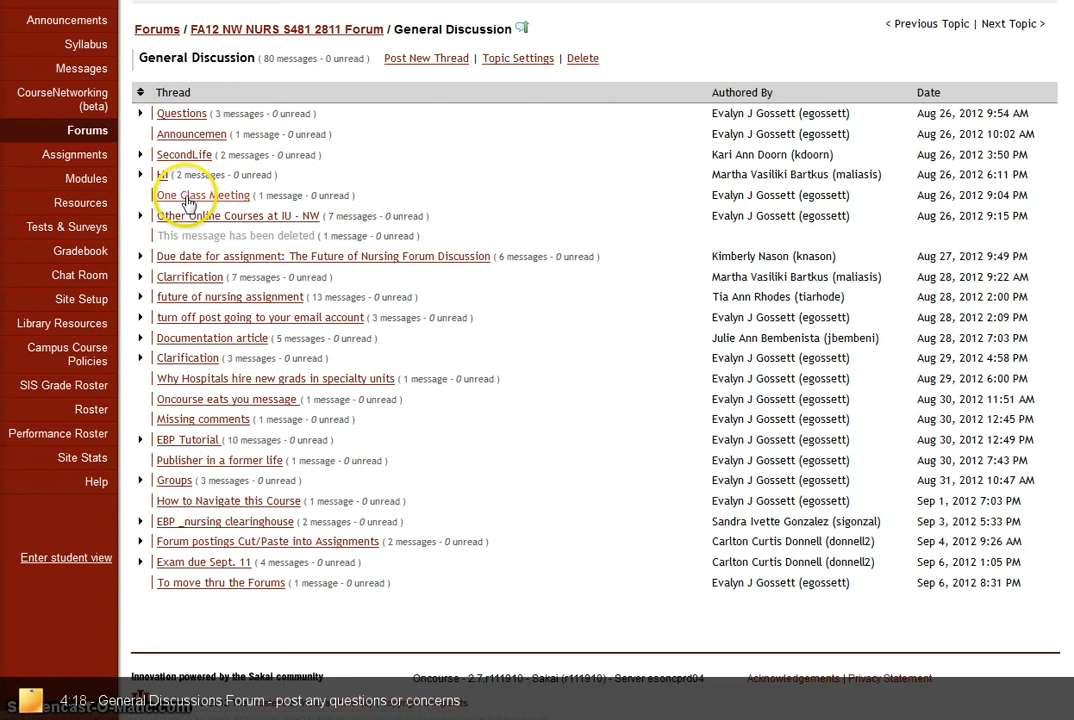 Announcements
Syllabus
Messages
CourseNetworking
(beta)
Forums
Assignments
Modules
Resources
Tests & Surveys
Gradebook
Chat Room
Site Setup
Library Resources
Campus Course
Policies
SIS Grade Roster
Roster
Performance Roster
Site Stats
Help
Enter student view
Forums / FA12 NW NURS S481 2811 Forum / General Discussion
< Previous Topic | Next Topic >
General Discussion ( 80 messages - 0 unread ) Post New Thread | Topic Settings | Delete
Thread Authored By Date
Questions ( 3 messages - 0 unread ) Evalyn J Gossett (egossett) Aug 26, 2012 9:54 AM
Announcemen ( 1 message - 0 unread ) Evalyn J Gossett (egossett) Aug 26, 2012 10:02 AM
SecondLife ( 2 messages - 0 unread ) Kari Ann Doorn (kdoorn) Aug 26, 2012 3:50 PM
Hi ( 2 messages - 0 unread ) Martha Vasiliki Bartkus (maliasis) Aug 26, 2012 6:11 PM
One Class Meeting ( 1 message - 0 unread ) Evalyn J Gossett (egossett) Aug 26, 2012 9:04 PM
Other Online Courses at IU - NW ( 7 messages - 0 unread ) Evalyn J Gossett (egossett) Aug 26, 2012 9:15 PM
This message has been deleted ( 1 message - 0 unread )
Due date for assignment: The Future of Nursing Forum Discussion ( 6 messages - 0 unread ) Kimberly Nason (knason) Aug 27, 2012 9:49 PM
Clarrification ( 7 messages - 0 unread ) Martha Vasiliki Bartkus (maliasis) Aug 28, 2012 9:22 AM
future of nursing assignment ( 13 messages - 0 unread ) Tia Ann Rhodes (tiarhode) Aug 28, 2012 2:00 PM
turn off post going to your email account ( 3 messages - 0 unread ) Evalyn J Gossett (egossett) Aug 28, 2012 2:09 PM
Documentation article ( 5 messages - 0 unread ) Julie Ann Bembenista (jbembeni) Aug 28, 2012 7:03 PM
Clarification ( 3 messages - 0 unread ) Evalyn J Gossett (egossett) Aug 29, 2012 4:58 PM
Why Hospitals hire new grads in specialty units ( 1 message - 0 unread ) Evalyn J Gossett (egossett) Aug 29, 2012 6:00 PM
Oncourse eats you message ( 1 message - 0 unread ) Evalyn J Gossett (egossett) Aug 30, 2012 11:51 AM
Missing comments ( 1 message - 0 unread ) Evalyn J Gossett (egossett) Aug 30, 2012 12:45 PM
EBP Tutorial ( 10 messages - 0 unread ) Evalyn J Gossett (egossett) Aug 30, 2012 12:49 PM
Publisher in a former life ( 1 message - 0 unread ) Evalyn J Gossett (egossett) Aug 30, 2012 7:43 PM
Groups ( 3 messages - 0 unread ) Evalyn J Gossett (egossett) Aug 31, 2012 10:47 AM
How to Navigate this Course ( 1 message - 0 unread ) Evalyn J Gossett (egossett) Sep 1, 2012 7:03 PM
EBP _nursing clearinghouse ( 2 messages - 0 unread ) Sandra Ivette Gonzalez (sigonzal) Sep 3, 2012 5:33 PM
Forum postings Cut/Paste into Assignments ( 2 messages - 0 unread ) Carlton Curtis Donnell (donnell2) Sep 4, 2012 9:26 AM
Exam due Sept. 11 ( 4 messages - 0 unread ) Carlton Curtis Donnell (donnell2) Sep 6, 2012 1:05 PM
To move thru the Forums ( 1 message - 0 unread ) Evalyn J Gossett (egossett) Sep 6, 2012 8:31 PM
Innovation powered by the Sakai community Oncourse - 2.7.r111910 - Sakai (r111910) - Server esoncprd04 Acknowledgements | Privacy Statement
4:18 - General Discussions Forum - post any questions or concerns